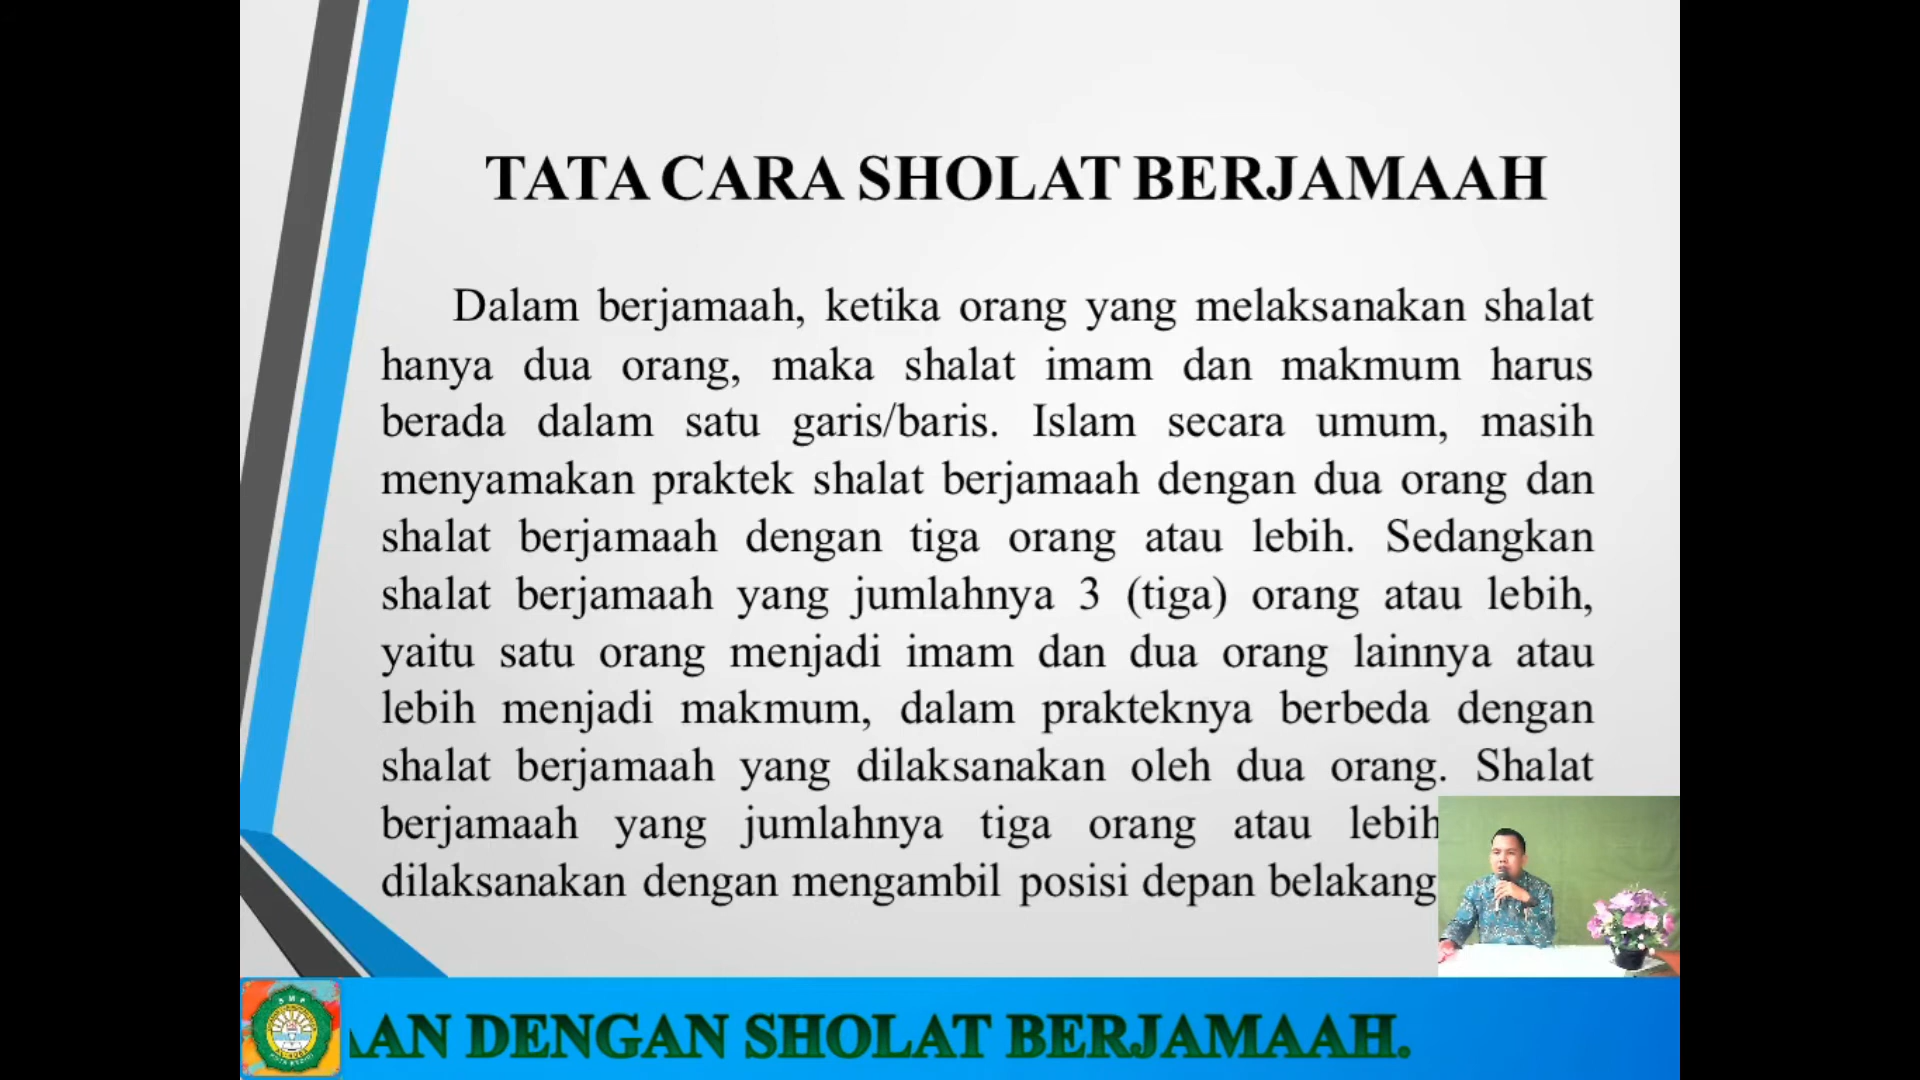 TATA CARA SHOLAT BERJAMAAH
Dalam berjamaah, ketika orang yang melaksanakan shalat
hanya dua orang, maka shalat imam dan makmum harus
berada dalam satu garis/baris. Islam secara umum, masih
menyamakan praktek shalat berjamaah dengan dua orang dan
shalat berjamaah dengan tiga orang atau lebih. Sedangkan
shalat berjamaah yang jumlahnya 3 (tiga) orang atau lebih,
yaitu satu orang menjadi imam dan dua orang lainnya atau
lebih menjadi makmum, dalam prakteknya berbeda dengan
shalat berjamaah yang dilaksanakan oleh dua orang. Shalat
berjamaah yang jumlahnya tiga orang atau lebih
dilaksanakan dengan mengambil posisi depan belakang
AAN DENGAN SHOLAT BERJAMAAH.
SMP